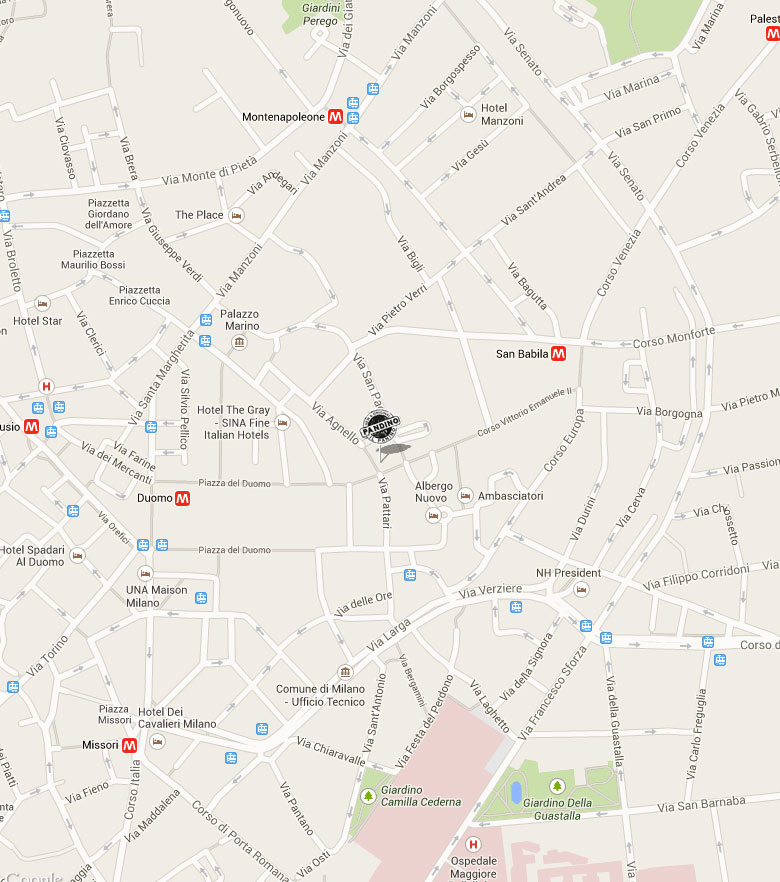 Giardini
Perego
Via dei Giar
Via Manzoni
Via Senato
Via Marina
Palest
M
Via Borgospesso
Via Marina
Montenapoleone M
Hotel
Manzoni
Via San Primo
Via Gabrio Serbelloni
Via Ciovasso
Via Brera
Via Monte di Pietà
Via Andegari
Via Manzoni
Via Gesù
Via Senato
Corso Venezia
Piazzetta
Giordano
dell'Amore
The Place
Via Sant'Andrea
Via Broletto
Via Giuseppe Verdi
Piazzetta
Maurilio Bossi
Via Manzoni
Via Bigli
Corso Venezia
Piazzetta
Enrico Cuccia
Via Bagutta
Hotel Star
Palazzo
Marino
Via Pietro Verri
Via Clerici
Via Santa Margherita
San Babila M
Corso Monforte
Via Silvio Pellico
Via San Pao
H
Hotel The Gray
- SINA Fine
Italian Hotels
Via Agnello
PANDINO
Corso Vittorio Emanuele II
Via Borgogna
Via Pietro M
usio M
Via Farine
Via dei Mercanti
Corso Europa
Via Passion
Piazza del Duomo
Duomo M
Via Pattari
Albergo
Nuovo
Ambasciatori
Via Durini
Via Cerva
Via Ch
ossetto
Via Orefici
Hotel Spadari
Al Duomo
Piazza del Duomo
UNA Maison
Milano
NH President
Via Filippo Corridoni
Via
Via delle Ore
Via Verziere
Via Larga
Via Torino
Corso d
Comune di Milano
- Ufficio Tecnico
Via Bergamini
Via Sant'Antonio
Via Festa del Perdono
Via Laghetto
Via della Signora
Via Francesco Sforza
Via della Guastalla
Via Carlo Freguglia
Piazza
Missori
Hotel Dei
Cavalieri Milano
Missori M
Via Chiaravalle
ei Piatti
Corso Italia
Via Fieno
Via Maddalena
Via Pantano
Giardino
Camilla Cederna
Giardino Della
Guastalla
Via San Barnaba
Corso di Porta Romana
Via Osti
H
Ospedale
Maggiore
Google